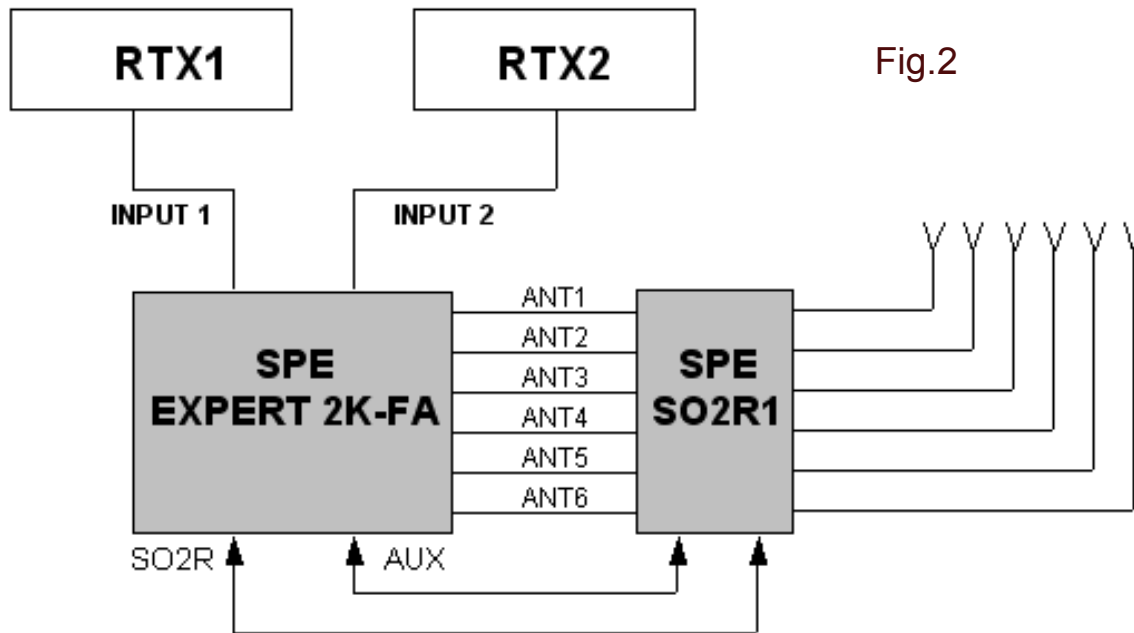 RTX1
RTX2
Fig.2
INPUT 1
INPUT 2
SPE
EXPERT 2K-FA
ANT1
ANT2
ANT3
ANT4
ANT5
ANT6
SPE
SO2R1
SO2R
AUX